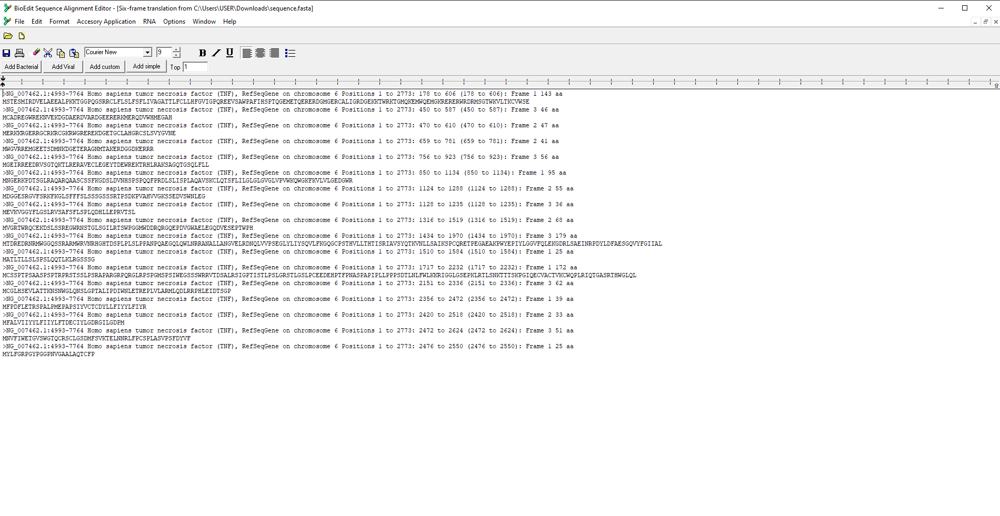 BioEdit Sequence Alignment Editor - [Six-frame translation from C:\Users\USER\Downloads\sequence.fasta]
File Edit Format Accesory Application RNA Options Window Help
Courier New 9 B I U
Add Bacterial Add Viral Add custom Add simple Top 1
>NG_007462.1:4993-7764 Homo sapiens tumor necrosis factor (TNF), RefSeqGene on chromosome 6 Positions 1 to 2773: 178 to 606 (178 to 606): Frame 1 143 aa
MSTESMIRDVELAEEALPKKTGGPQGSRRCLFLSLFSFLIVAGATTLFCLLHFGVIGPQREEVSAWPAFIHSPTQGEMETQERERDGMGERCALIGRDGEKKTWRKTGMQKEMWQEMGKRERERWRDRMSGTWKVLTKCVWSE
>NG_007462.1:4993-7764 Homo sapiens tumor necrosis factor (TNF), RefSeqGene on chromosome 6 Positions 1 to 2773: 450 to 587 (450 to 587): Frame 3 46 aa
MCADREGWREKNVEKDGDAERDVARDGEERERKMERQDVWHMEGAH
>NG_007462.1:4993-7764 Homo sapiens tumor necrosis factor (TNF), RefSeqGene on chromosome 6 Positions 1 to 2773: 470 to 610 (470 to 610): Frame 2 47 aa
MERKKRGERRGCRKRCGKRWGREREKDGETGCLAHGRCSLSVYGVNE
>NG_007462.1:4993-7764 Homo sapiens tumor necrosis factor (TNF), RefSeqGene on chromosome 6 Positions 1 to 2773: 659 to 781 (659 to 781): Frame 2 41 aa
MWGVRREMGEETSDMNKDGETERAGNMTAKERDGGDKERRR
>NG_007462.1:4993-7764 Homo sapiens tumor necrosis factor (TNF), RefSeqGene on chromosome 6 Positions 1 to 2773: 756 to 923 (756 to 923): Frame 3 56 aa
MGEIRREEDRVSGTQKTLRERAVECLEGEYTDEWREKTRHLRAKSAGQTGSQLFLL
>NG_007462.1:4993-7764 Homo sapiens tumor necrosis factor (TNF), RefSeqGene on chromosome 6 Positions 1 to 2773: 850 to 1134 (850 to 1134): Frame 1 95 aa
MNGERKPDTSGLRAQARQAASCSSFKGDSLDVNHSPSPQQFPRDLSLISPLAQAVSKCLQTSFLILGLGLGVGLVPVWKQWGKFKVLVLGEDGWR
>NG_007462.1:4993-7764 Homo sapiens tumor necrosis factor (TNF), RefSeqGene on chromosome 6 Positions 1 to 2773: 1124 to 1288 (1124 to 1288): Frame 2 55 aa
MDGGESRGVFSRKFKGLSFFFSLSSSGSSSRTPSDKPVAHVVGKSSEDVSWNLEG
>NG_007462.1:4993-7764 Homo sapiens tumor necrosis factor (TNF), RefSeqGene on chromosome 6 Positions 1 to 2773: 1128 to 1235 (1128 to 1235): Frame 3 36 aa
MEVKVGGYFLGSLRVSAFSFLSPLQDHLLEPRVTSL
>NG_007462.1:4993-7764 Homo sapiens tumor necrosis factor (TNF), RefSeqGene on chromosome 6 Positions 1 to 2773: 1316 to 1519 (1316 to 1519): Frame 2 68 aa
MVGRTWRQCEKDSLSSREGWRNSTGLSGILRTSWPGGMWDDRQRGQEPDVGWAELEGQDVESEPTWPH
>NG_007462.1:4993-7764 Homo sapiens tumor necrosis factor (TNF), RefSeqGene on chromosome 6 Positions 1 to 2773: 1434 to 1970 (1434 to 1970): Frame 3 179 aa
MTDREDRNRMWGGQSSRARMWRVNRHGHTDSPLPLSLPPANPQAEGQLQWLNRRANALLANGVELRDNQLVVPSEGLYLIYSQVLFKGQGCPSTHVLLTHTISRIAVSYQTKVNLLSAIKSPCQRETPEGAEAKPWYEPIYLGGVFQLEKGDRLSAEINRPDYLDFAESGQVYFGIIAL
>NG_007462.1:4993-7764 Homo sapiens tumor necrosis factor (TNF), RefSeqGene on chromosome 6 Positions 1 to 2773: 1510 to 1584 (1510 to 1584): Frame 1 25 aa
MATLTLLSLSPSLQQTLKLRGSSSG
>NG_007462.1:4993-7764 Homo sapiens tumor necrosis factor (TNF), RefSeqGene on chromosome 6 Positions 1 to 2773: 1717 to 2232 (1717 to 2232): Frame 1 172 aa
MCSSPTPSAASPSPTRPRSTSSLPSRAPARGRPQRGLRPSPGMSPSIWEGSSSWRRVTDSALRSIGPTISTLPSLGRSTLGSLPCEEDEHPTFPNASPAPIPLLPPPSDTLNLFWLKKRIGGLGSEPKLRTLSNKTTTSKPGIQECVACTVKCWQPLRIQTGASRTHWGLQL
>NG_007462.1:4993-7764 Homo sapiens tumor necrosis factor (TNF), RefSeqGene on chromosome 6 Positions 1 to 2773: 2151 to 2336 (2151 to 2336): Frame 3 62 aa
MCGLHSEVLATTKNSNWGLQNSLGPTALIPDIWNLETREPLVLARMLQDLRRPHLEIDTSGP
>NG_007462.1:4993-7764 Homo sapiens tumor necrosis factor (TNF), RefSeqGene on chromosome 6 Positions 1 to 2773: 2356 to 2472 (2356 to 2472): Frame 1 39 aa
MFPDFLETRSPALPMEPAPSIYVCTCDYLLFIYYLFIYR
>NG_007462.1:4993-7764 Homo sapiens tumor necrosis factor (TNF), RefSeqGene on chromosome 6 Positions 1 to 2773: 2420 to 2518 (2420 to 2518): Frame 2 33 aa
MFALVIIYYLFIIYLFTDECIYLGDRGILGDPM
>NG_007462.1:4993-7764 Homo sapiens tumor necrosis factor (TNF), RefSeqGene on chromosome 6 Positions 1 to 2773: 2472 to 2624 (2472 to 2624): Frame 3 51 aa
MNVFIWETGVSWGTQCRSCLGSDMFSVKTELNNRLFPCSPLASVPSFDYVF
>NG_007462.1:4993-7764 Homo sapiens tumor necrosis factor (TNF), RefSeqGene on chromosome 6 Positions 1 to 2773: 2476 to 2550 (2476 to 2550): Frame 1 25 aa
MYLFGRPGYPGGPNVGAALAQTCFP